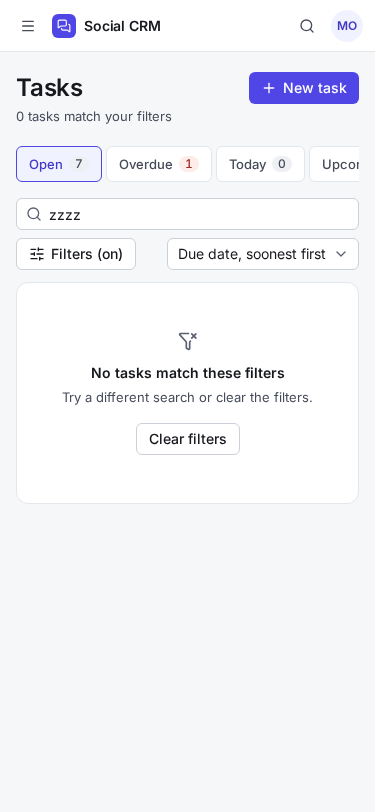 Social CRM
MO
Tasks
New task
0 tasks match your filters
Open 7
Overdue 1
Today 0
Upcor
zzzz
Filters (on)
Due date, soonest first
No tasks match these filters
Try a different search or clear the filters.
Clear filters